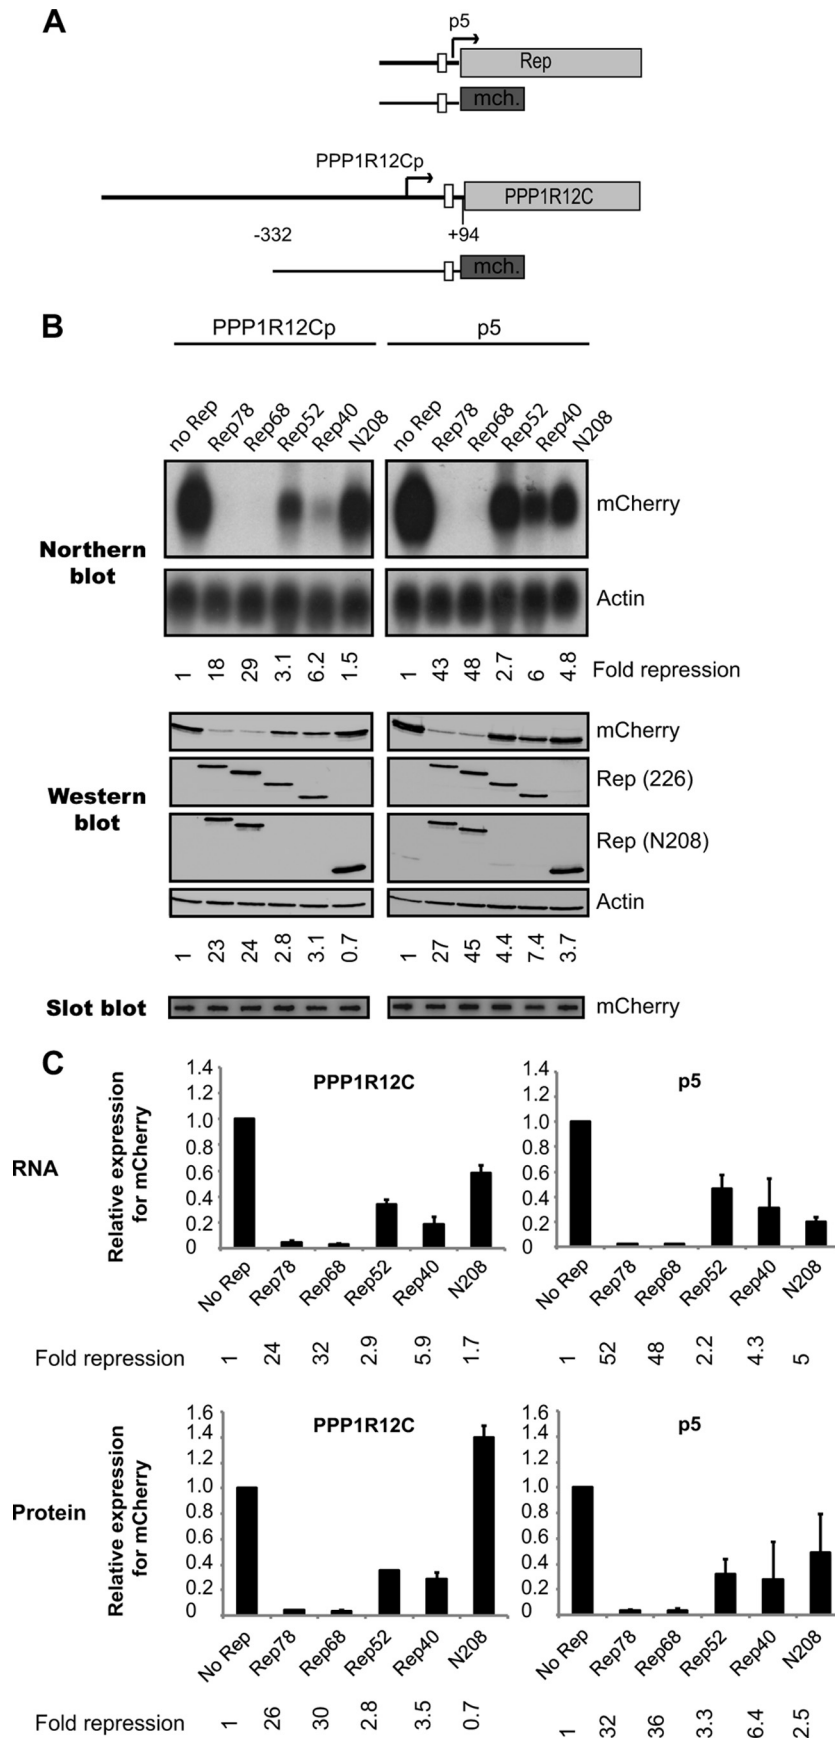 A
p5
Rep
mch.
PPP1R12Cp
PPP1R12C
-332
+94
mch.
B
PPP1R12Cp
p5
no Rep
Rep78
Rep68
Rep52
Rep40
N208
no Rep
Rep78
Rep68
Rep52
Rep40
N208
mCherry
Northern
blot
Actin
1 18 29 3.1 6.2 1.5
1 43 48 2.7 6 4.8
Fold repression
mCherry
Rep (226)
Western
blot
Rep (N208)
Actin
1 23 24 2.8 3.1 0.7
1 27 45 4.4 7.4 3.7
Slot blot
mCherry
C
RNA
Relative expression
for mCherry
1.4
1.2
1.0
0.8
0.6
0.4
0.2
0
PPP1R12C
No Rep
Rep78
Rep68
Rep52
Rep40
N208
1.4
1.2
1.0
0.8
0.6
0.4
0.2
0
p5
No Rep
Rep78
Rep68
Rep52
Rep40
N208
Fold repression
1 24 32 2.9 5.9 1.7
1 52 48 2.2 4.3 5
Protein
Relative expression
for mCherry
1.6
1.4
1.2
1.0
0.8
0.6
0.4
0.2
0
PPP1R12C
No Rep
Rep78
Rep68
Rep52
Rep40
N208
1.6
1.4
1.2
1.0
0.8
0.6
0.4
0.2
0
p5
No Rep
Rep78
Rep68
Rep52
Rep40
N208
Fold repression
1 26 30 2.8 3.5 0.7
1 32 36 3.3 6.4 2.5